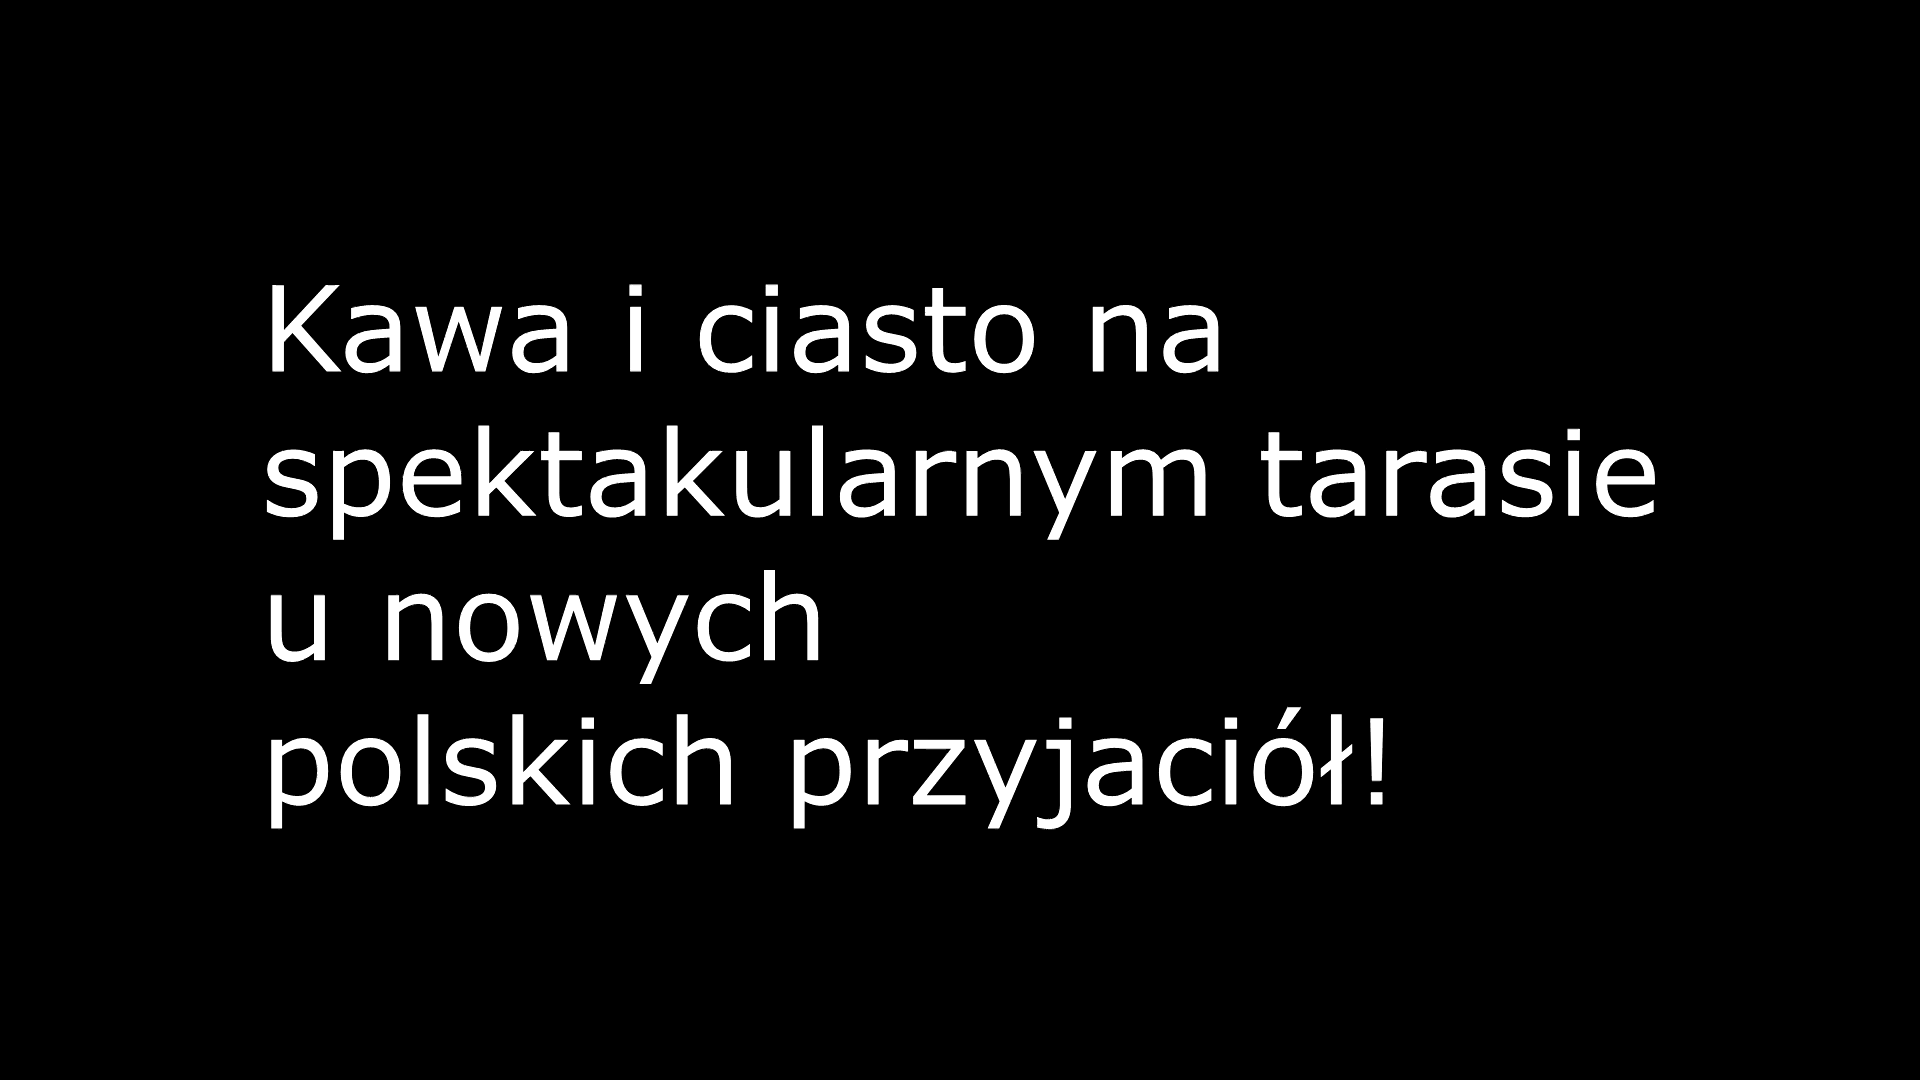 Kawa i ciasto na
spektakularnym tarasie
u nowych
polskich przyjaciół!